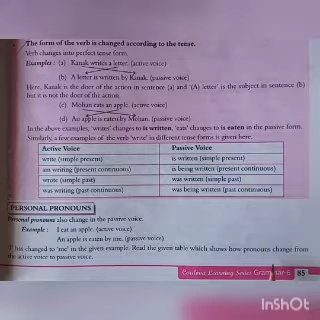 The form of the verb is changed according to the tense.
Verb changes into perfect tense form.
Examples : (a) Kanak writes a letter. (active voice)
(b) A letter is written by Kanak. (passive voice)
Here, Kanak is the doer of the action in sentence (a) and '(A) letter' is the subject in sentence (b)
but it is not the doer of the action.
(c) Mohan eats an apple. (active voice)
(d) An apple is eaten by Mohan. (passive voice)
In the above examples, 'writes' changes to is written, 'eats' changes to is eaten in the passive form.
Similarly, a few examples of the verb 'write' in different tense forms is given here.
Active Voice Passive Voice
write (simple present) is written (simple present)
am writing (present continuous) is being written (present continuous)
wrote (simple past) was written (simple past)
was writing (past continuous) was being written (past continuous)
PERSONAL PRONOUNS
Personal pronouns also change in the passive voice.
Example : I eat an apple. (active voice)
An apple is eaten by me. (passive voice)
'I' has changed to 'me' in the given example. Read the given table which shows how pronouns change from
the active voice to passive voice.
Learning Series Grammar-6 85
InShOt